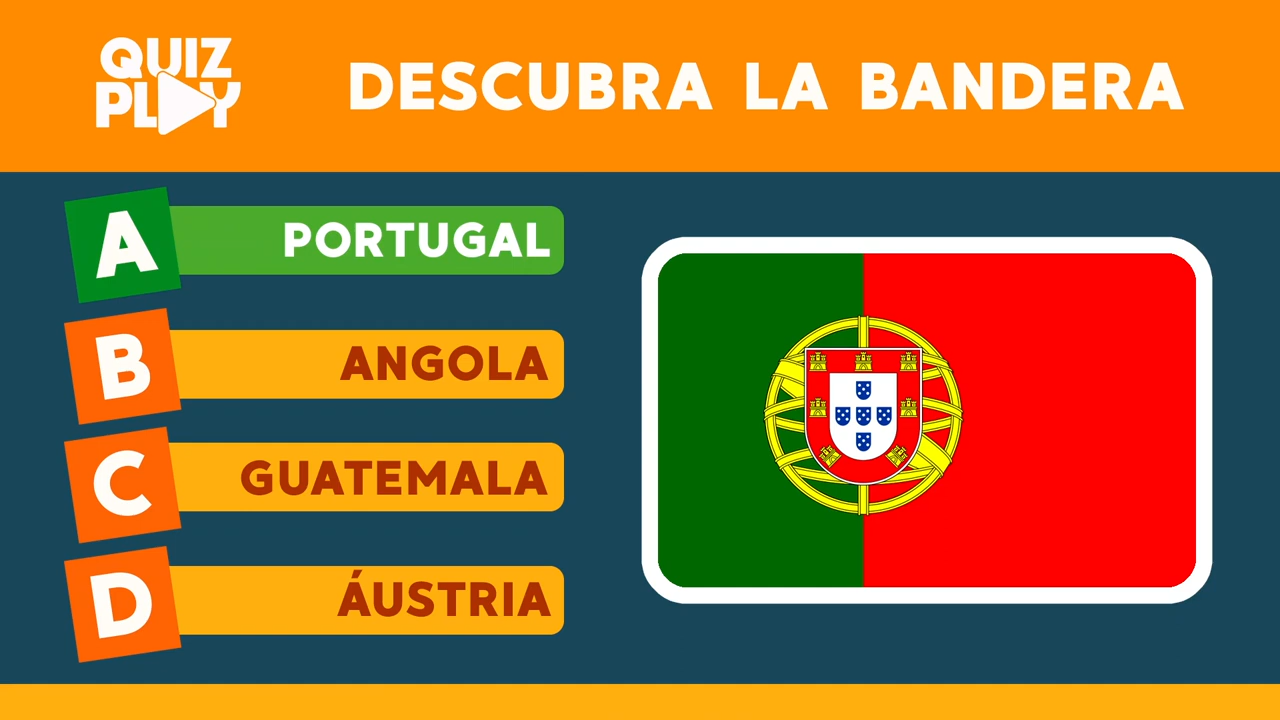 QUIZ
PLAY
DESCUBRA LA BANDERA
A PORTUGAL
B ANGOLA
C GUATEMALA
D ÁUSTRIA